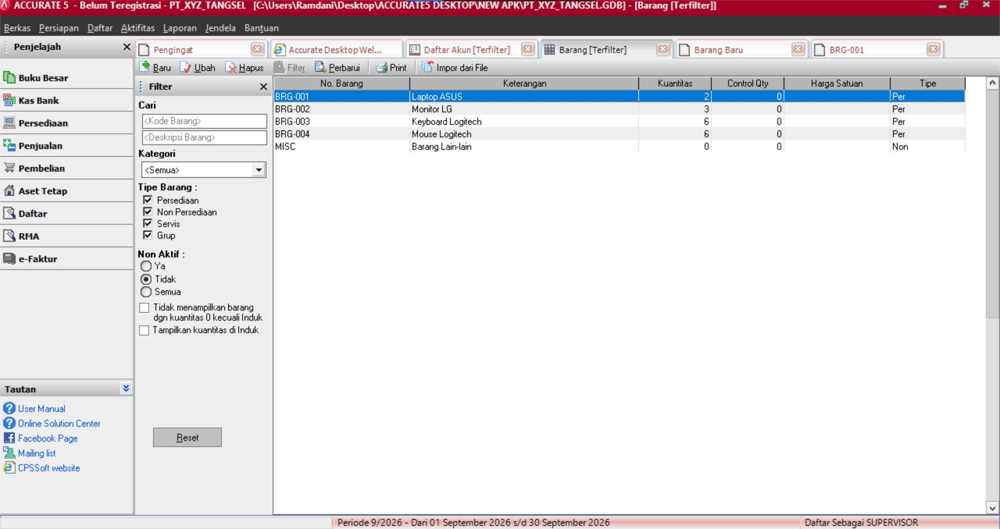 ACCURATE 5 - Belum Teregistrasi - PT_XYZ_TANGSEL [C:\Users\Ramdani\Desktop\ACCURATE5 DESKTOP\NEW APK\PT_XYZ_TANGSEL.GDB] - [Barang [Terfilter]]
Berkas Persiapan Daftar Aktifitas Laporan Jendela Bantuan
Penjelajah
Pengingat
Accurate Desktop Wel...
Daftar Akun [Terfilter]
Barang [Terfilter]
Barang Baru
BRG-001
Baru Ubah Hapus Filter Perbarui Print Impor dari File
Buku Besar
Kas Bank
Persediaan
Penjualan
Pembelian
Aset Tetap
Daftar
RMA
e-Faktur
Tautan
User Manual
Online Solution Center
Facebook Page
Mailing list
CPSSoft website
Filter
Cari
<Kode Barang>
<Deskripsi Barang>
Kategori
<Semua>
Tipe Barang :
Persediaan
Non Persediaan
Servis
Grup
Non Aktif :
Ya
Tidak
Semua
Tidak menampilkan barang
dgn kuantitas 0 kecuali Induk
Tampilkan kuantitas di Induk
Reset
No. Barang Keterangan Kuantitas Control Qty Harga Satuan Tipe
BRG-001 Laptop ASUS 2 0 Per
BRG-002 Monitor LG 3 0 Per
BRG-003 Keyboard Logitech 6 0 Per
BRG-004 Mouse Logitech 6 0 Per
MISC Barang Lain-lain 0 0 Non
Periode 9/2026 - Dari 01 September 2026 s/d 30 September 2026
Daftar Sebagai SUPERVISOR